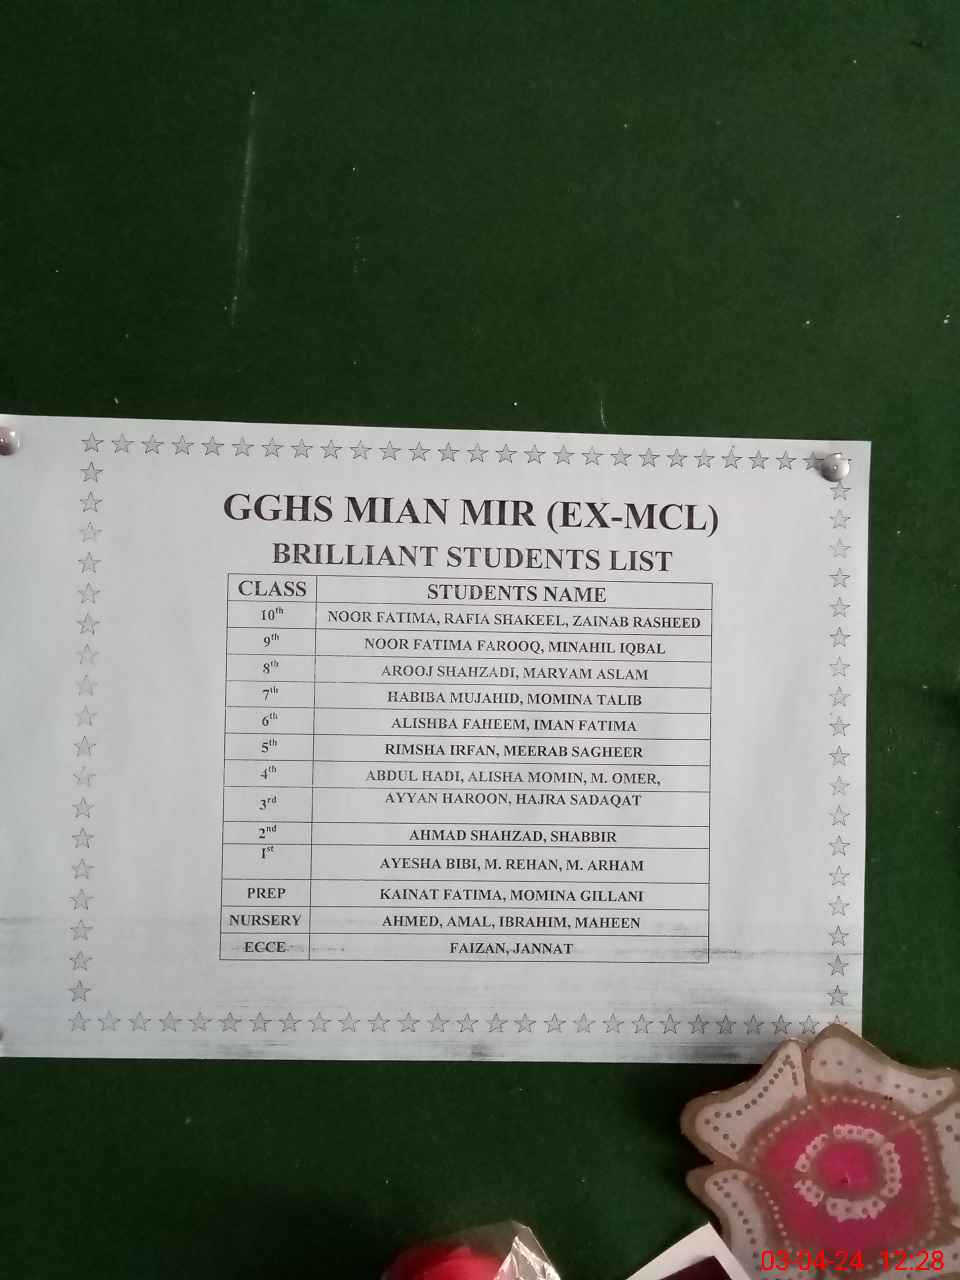 GGHS MIAN MIR (EX-MCL)
BRILLIANT STUDENTS LIST
CLASS STUDENTS NAME
10th NOOR FATIMA, RAFIA SHAKEEL, ZAINAB RASHEED
9th NOOR FATIMA FAROOQ, MINAHIL IQBAL
8th AROOJ SHAHZADI, MARYAM ASLAM
7th HABIBA MUJAHID, MOMINA TALIB
6th ALISHBA FAHEEM, IMAN FATIMA
5th RIMSHA IRFAN, MEERAB SAGHEER
4th ABDUL HADI, ALISHA MOMIN, M. OMER,
3rd AYYAN HAROON, HAJRA SADAQAT
2nd AHMAD SHAHZAD, SHABBIR
1st AYESHA BIBI, M. REHAN, M. ARHAM
PREP KAINAT FATIMA, MOMINA GILLANI
NURSERY AHMED, AMAL, IBRAHIM, MAHEEN
ECCE FAIZAN, JANNAT
03-04-24 12:28